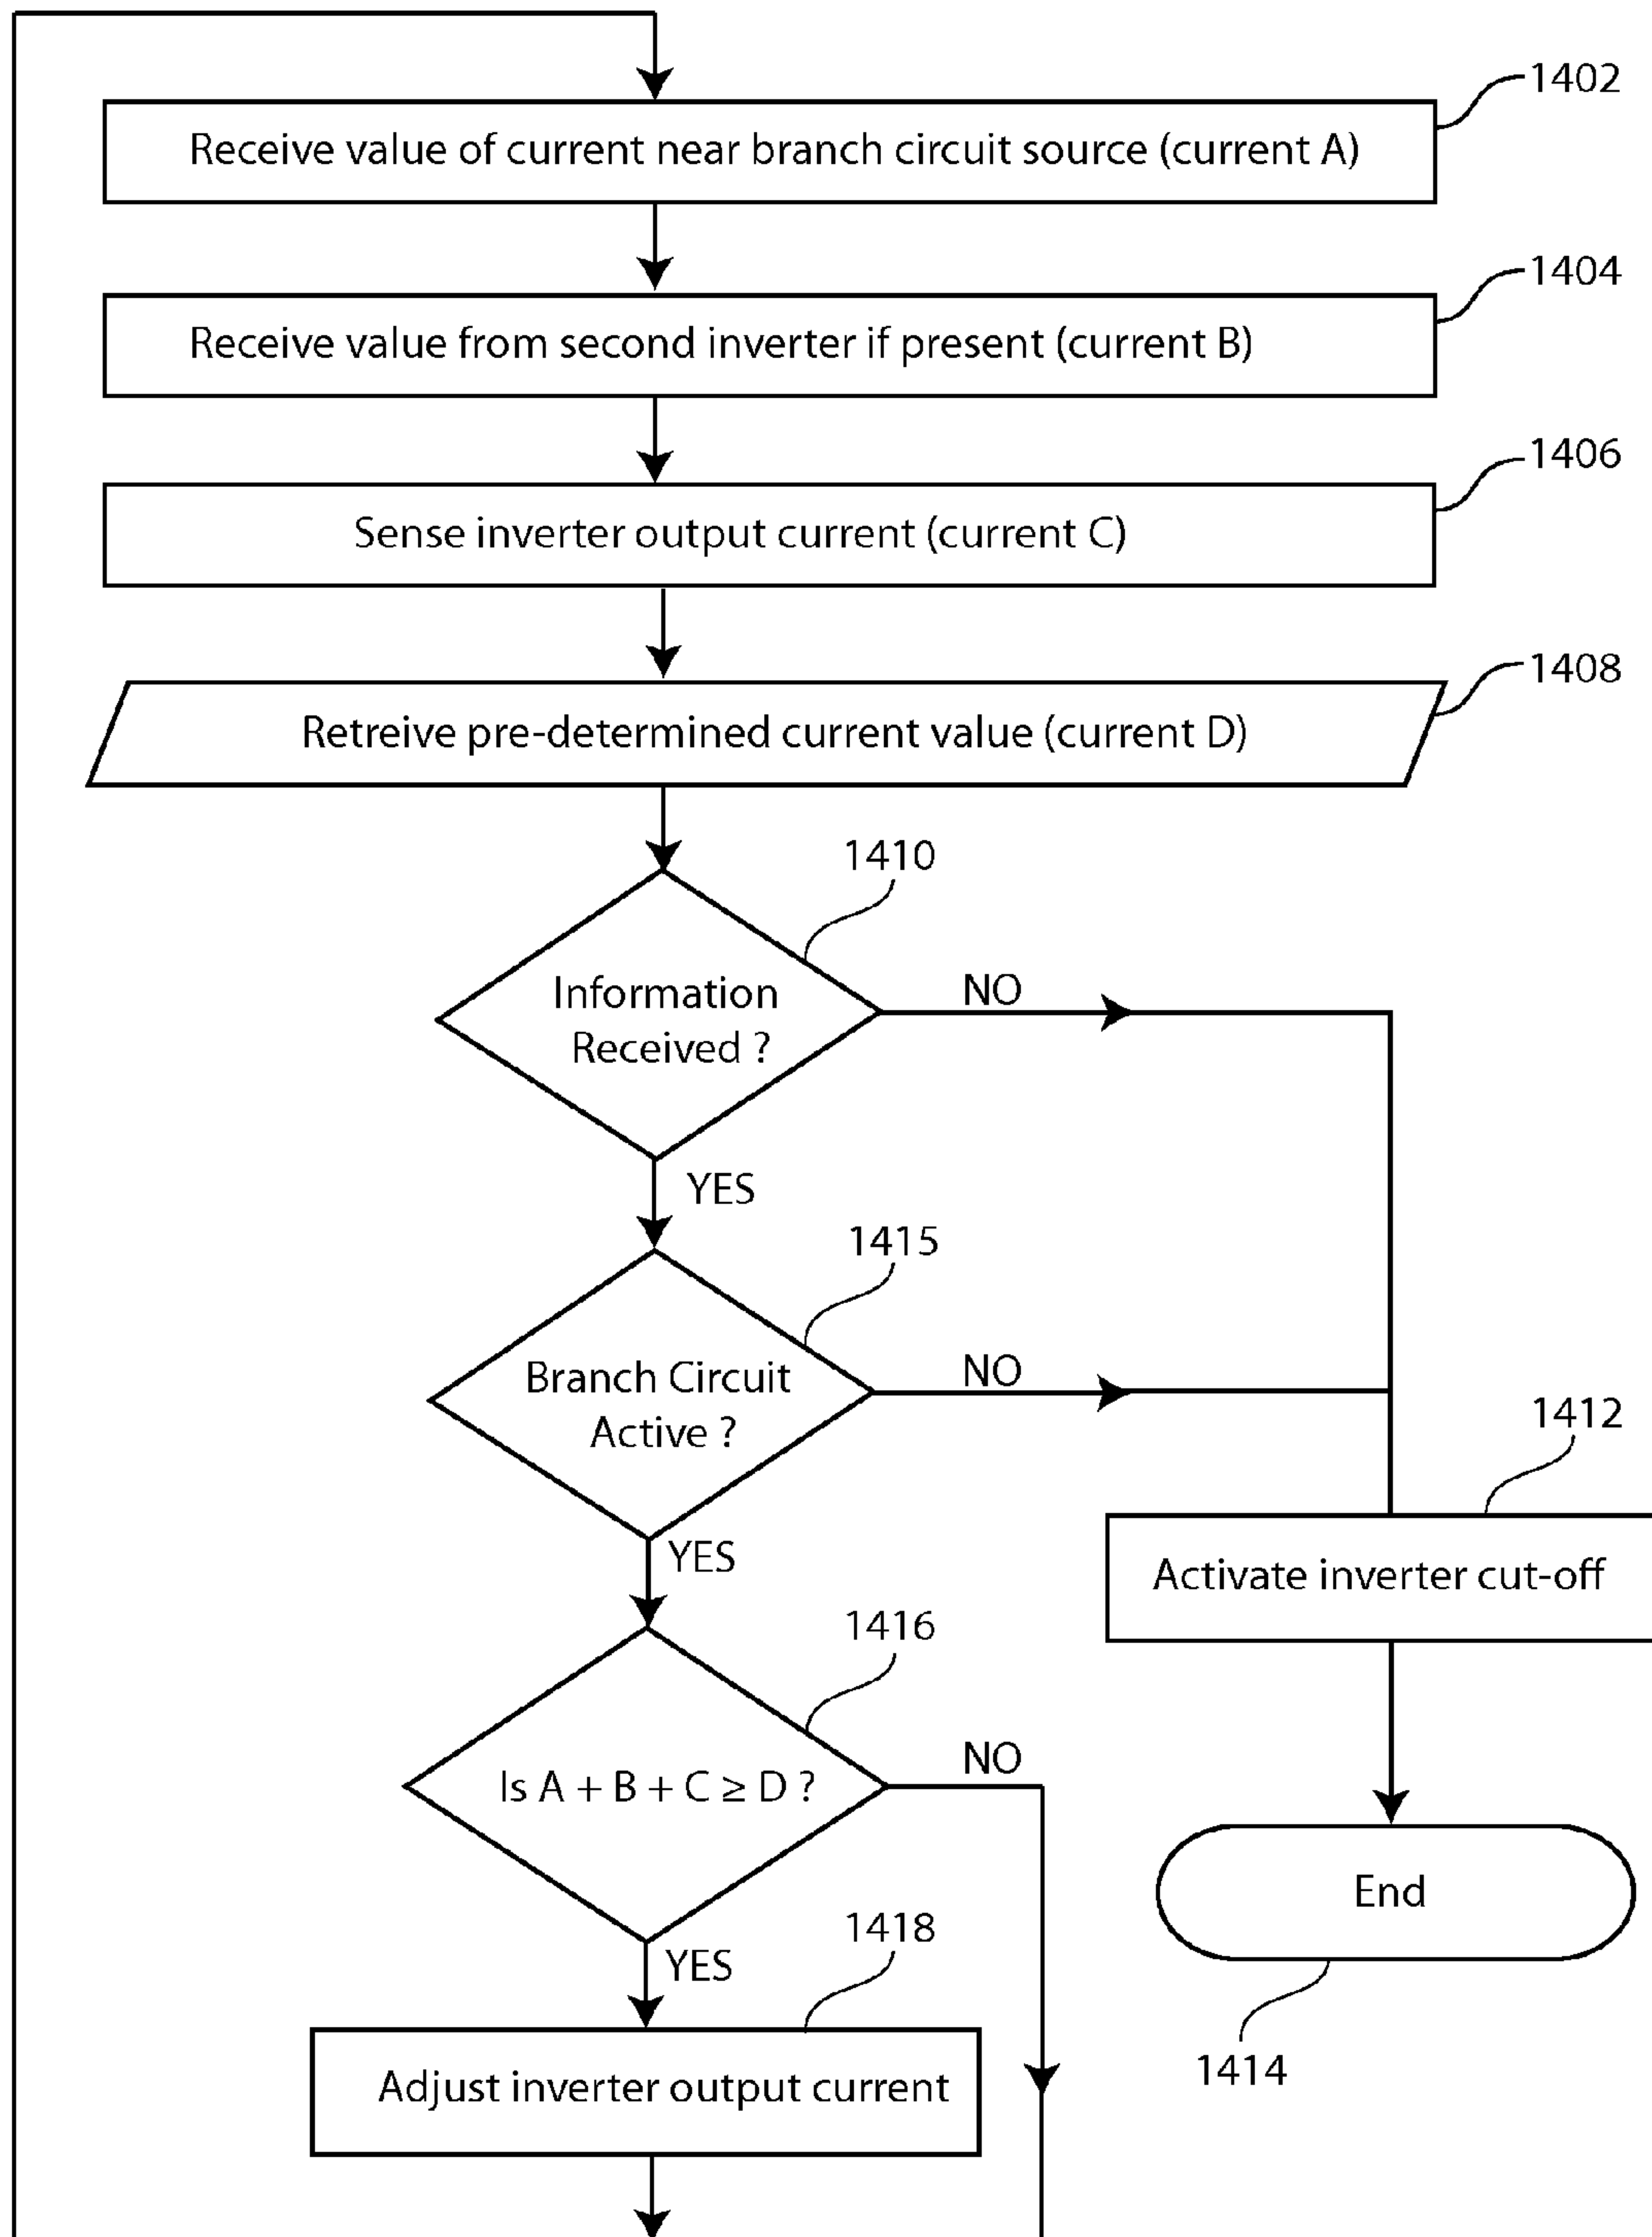 1402
Receive value of current near branch circuit source (current A)
1404
Receive value from second inverter if present (current B)
1406
Sense inverter output current (current C)
1408
Retreive pre-determined current value (current D)
1410
Information
Received ?
NO
YES
1415
Branch Circuit
Active ?
NO
YES
1412
Activate inverter cut-off
1416
Is A + B + C ≥ D ?
NO
YES
End
1414
1418
Adjust inverter output current